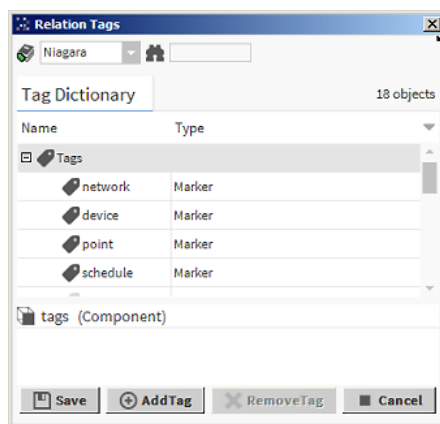 Relation Tags
Niagara
Tag Dictionary 18 objects
Name Type
Tags
network Marker
device Marker
point Marker
schedule Marker
tags (Component)
Save AddTag RemoveTag Cancel